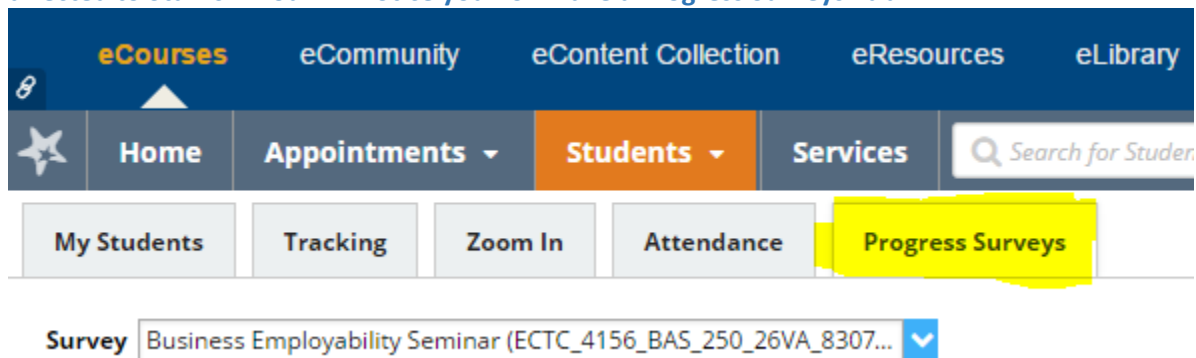 eCourses eCommunity eContent Collection eResources eLibrary
Home Appointments Students Services Search for Studen
My Students Tracking Zoom In Attendance Progress Surveys
Survey Business Employability Seminar (ECTC_4156_BAS_250_26VA_8307...